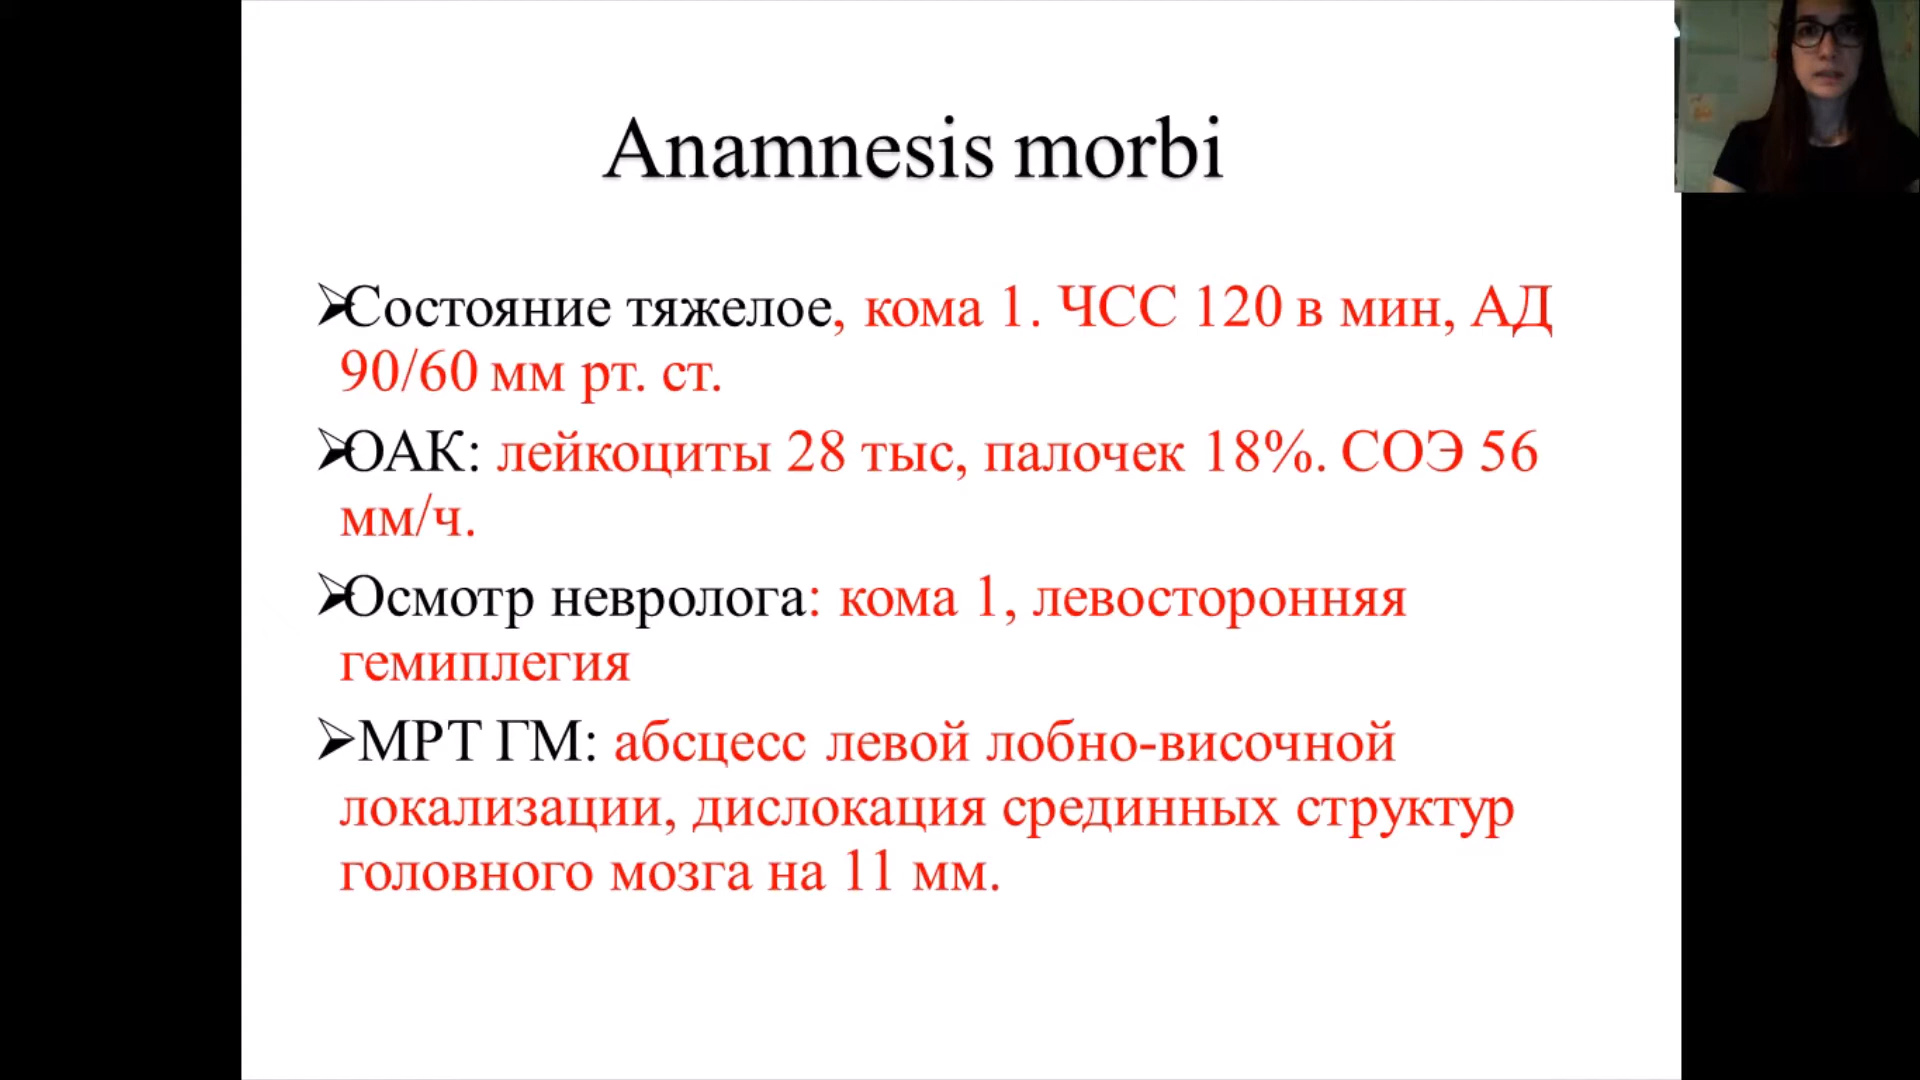 Anamnesis morbi
➢Состояние тяжелое, кома 1. ЧСС 120 в мин, АД
90/60 мм рт. ст.
➢ОАК: лейкоциты 28 тыс, палочек 18%. СОЭ 56
мм/ч.
➢Осмотр невролога: кома 1, левосторонняя
гемиплегия
➢МРТ ГМ: абсцесс левой лобно-височной
локализации, дислокация срединных структур
головного мозга на 11 мм.